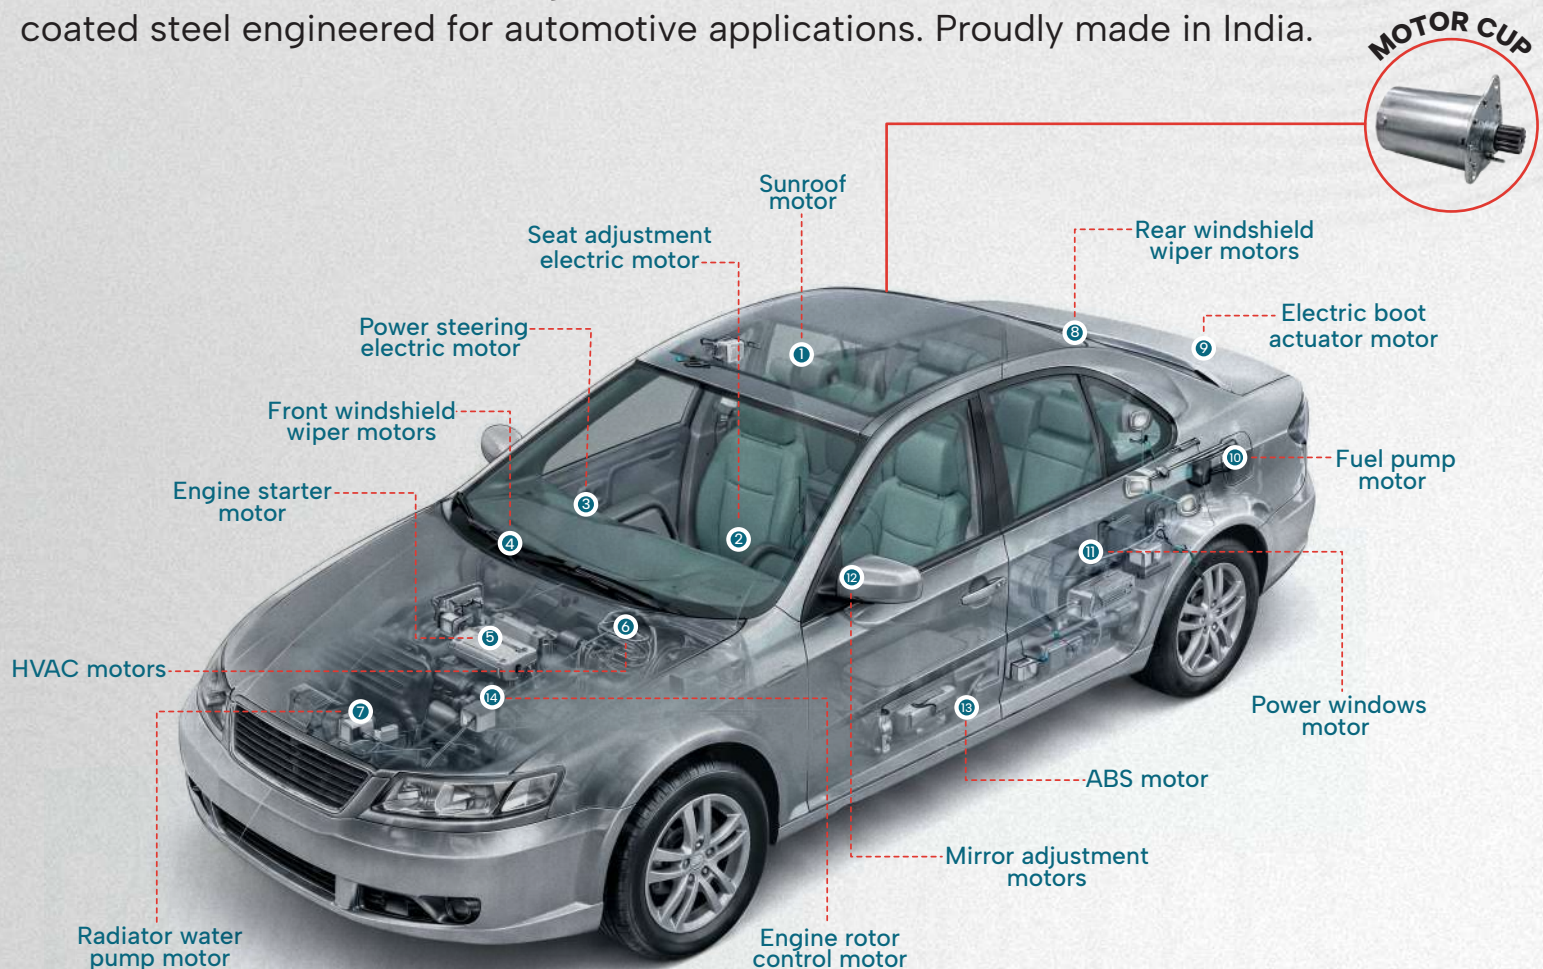 coated steel engineered for automotive applications. Proudly made in India.
MOTOR CUP
Sunroof
motor
Seat adjustment
electric motor
Rear windshield
wiper motors
Power steering
electric motor
Electric boot
actuator motor
Front windshield
wiper motors
Engine starter
motor
Fuel pump
motor
HVAC motors
Power windows
motor
ABS motor
Mirror adjustment
motors
Radiator water
pump motor
Engine rotor
control motor
1
2
3
4
5
6
7
8
9
10
11
12
13
14